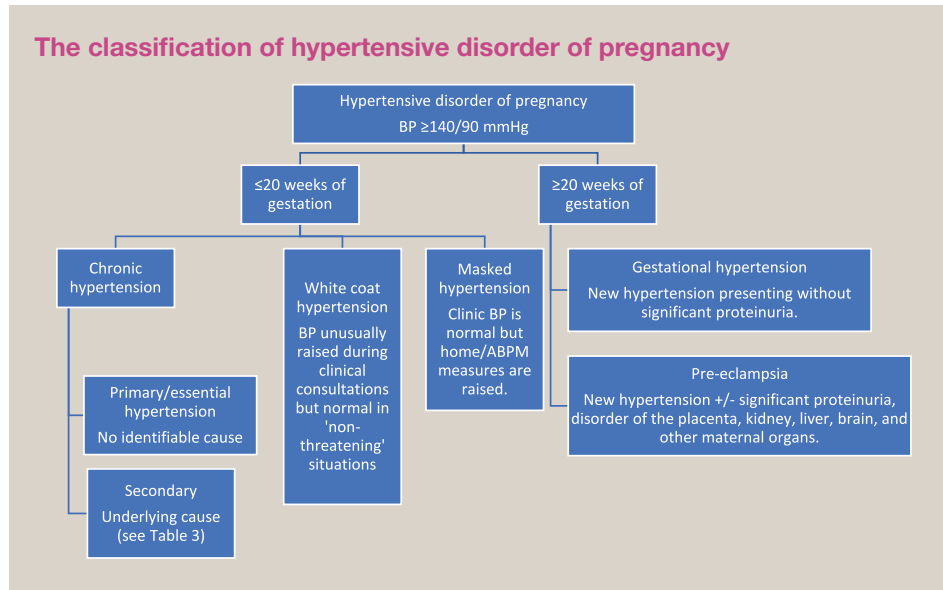 The classification of hypertensive disorder of pregnancy
Hypertensive disorder of pregnancy
BP ≥140/90 mmHg
≤20 weeks of
gestation
≥20 weeks of
gestation
Chronic
hypertension
Primary/essential
hypertension
No identifiable cause
Secondary
Underlying cause
(see Table 3)
White coat
hypertension
BP unusually
raised during
clinical
consultations
but normal in
'non-
threatening'
situations
Masked
hypertension
Clinic BP is
normal but
home/ABPM
measures are
raised.
Gestational hypertension
New hypertension presenting without
significant proteinuria.
Pre-eclampsia
New hypertension +/- significant proteinuria,
disorder of the placenta, kidney, liver, brain, and
other maternal organs.